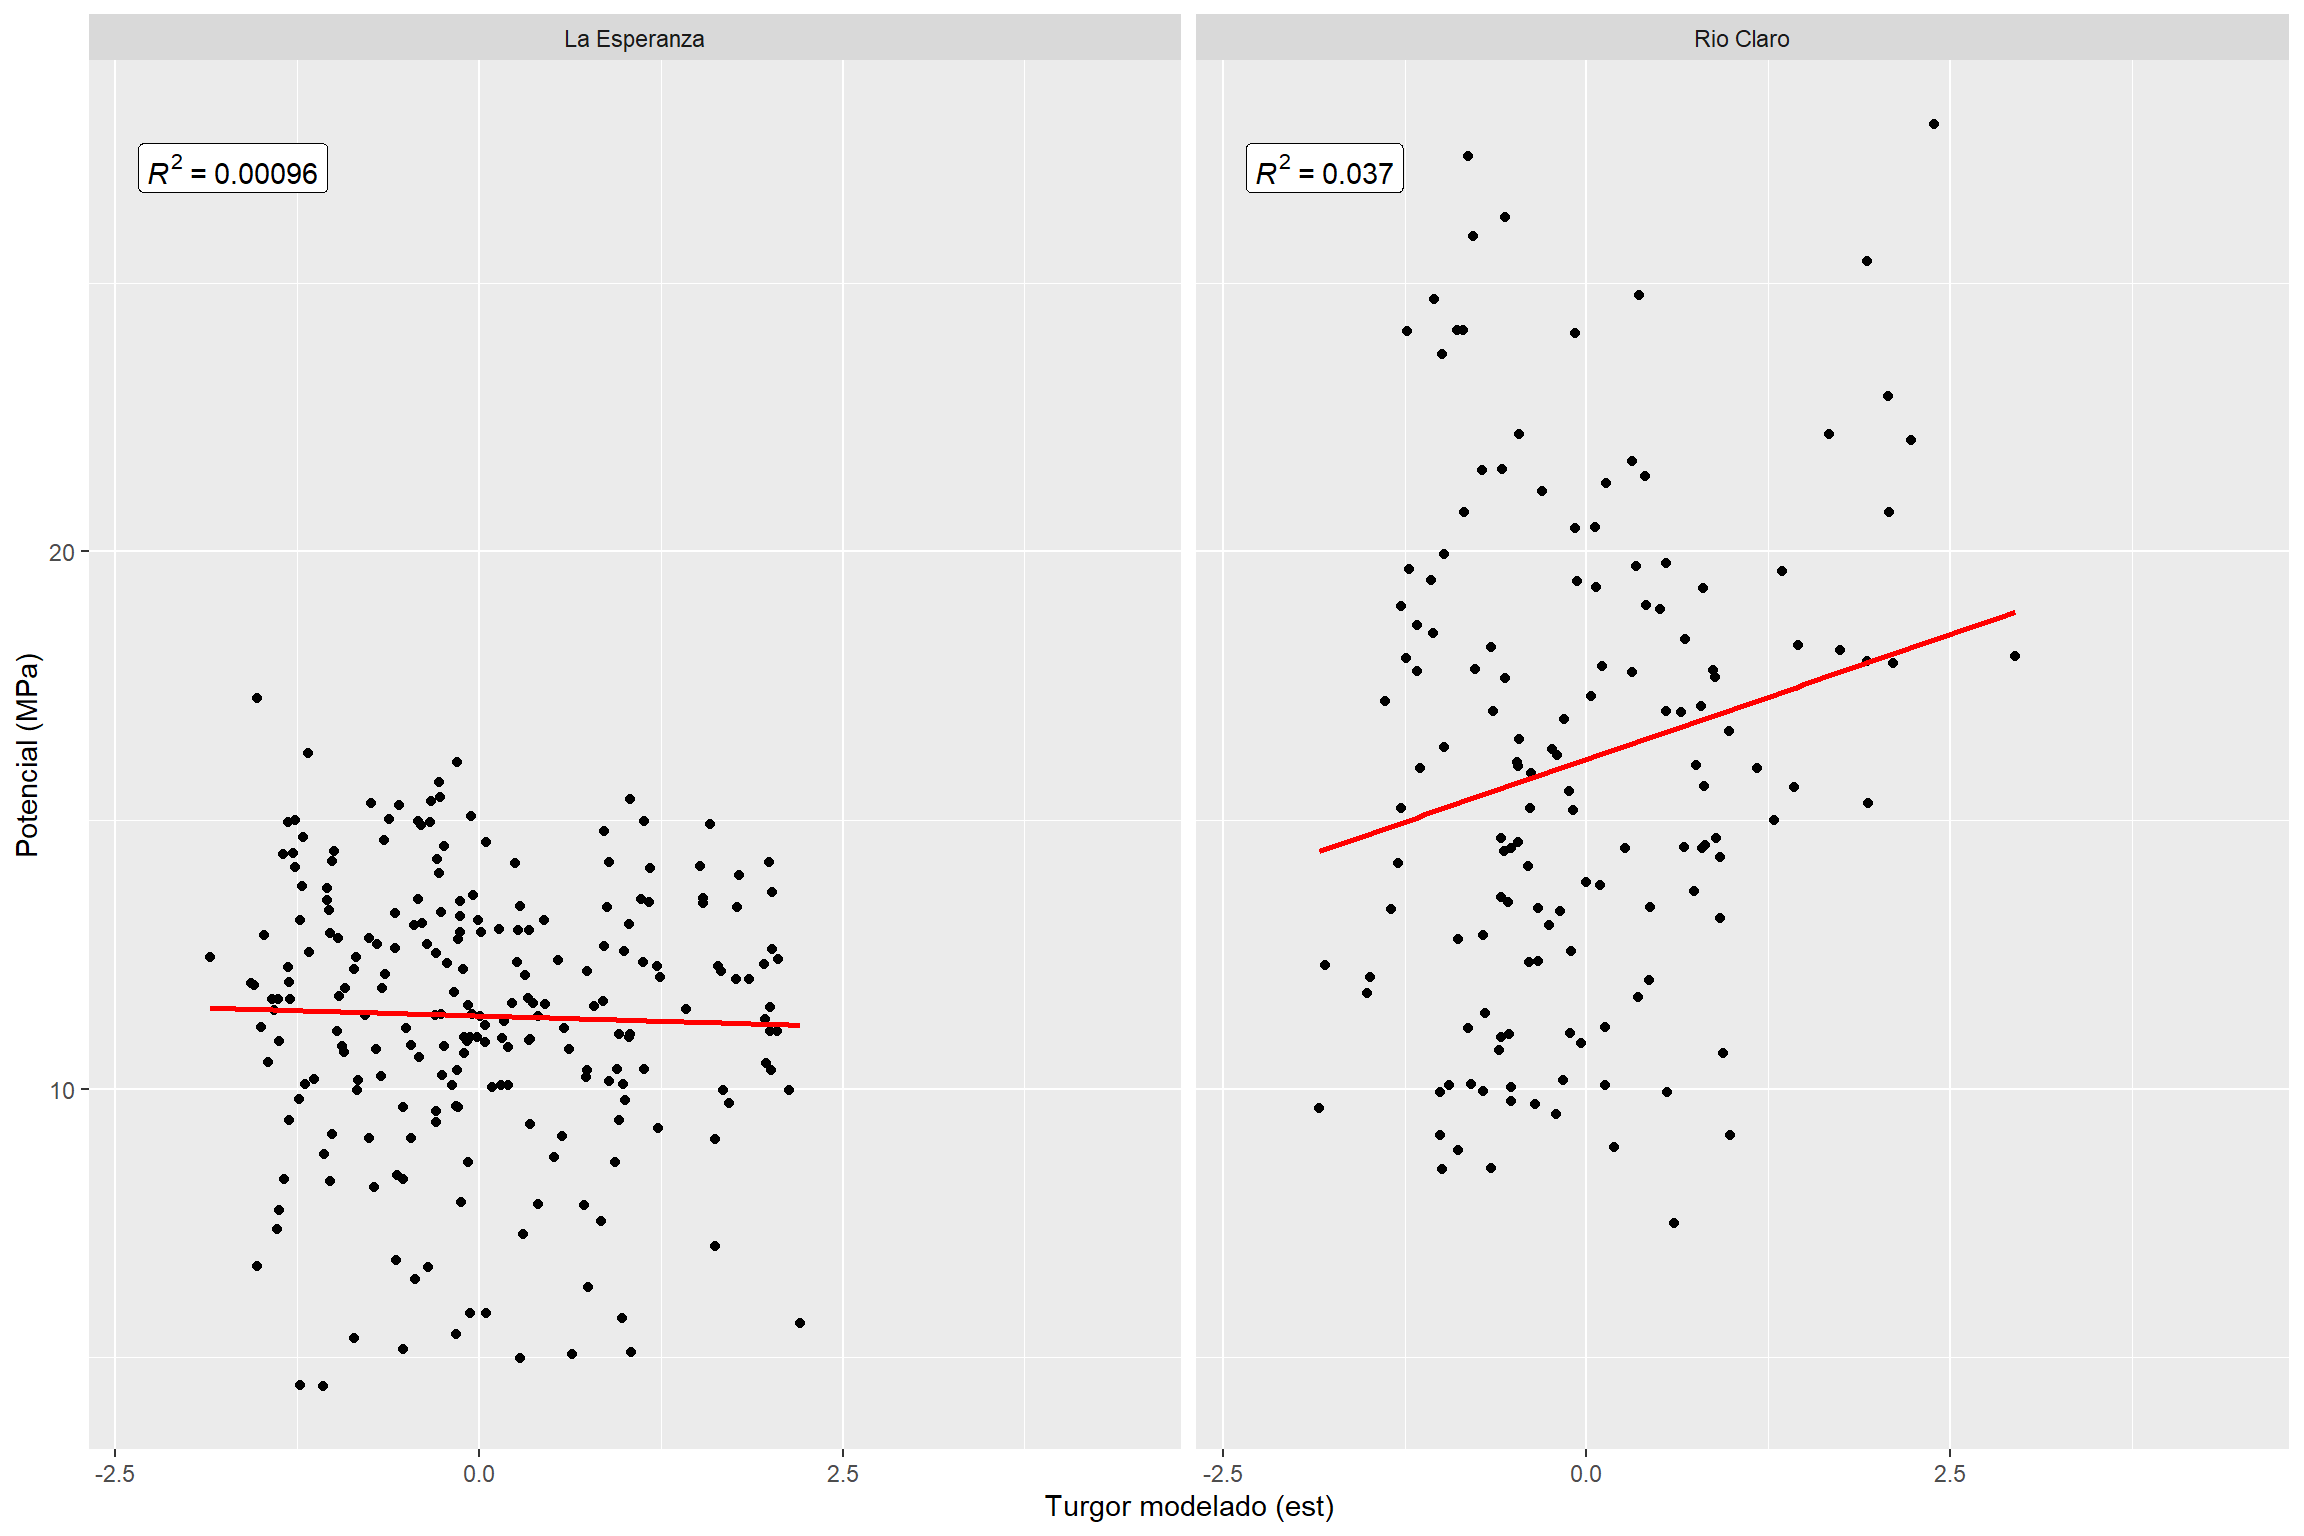 La Esperanza
Rio Claro
R² = 0.00096
R² = 0.037
Potencial (MPa)
20
10
-2.5 0.0 2.5
-2.5 0.0 2.5
Turgor modelado (est)